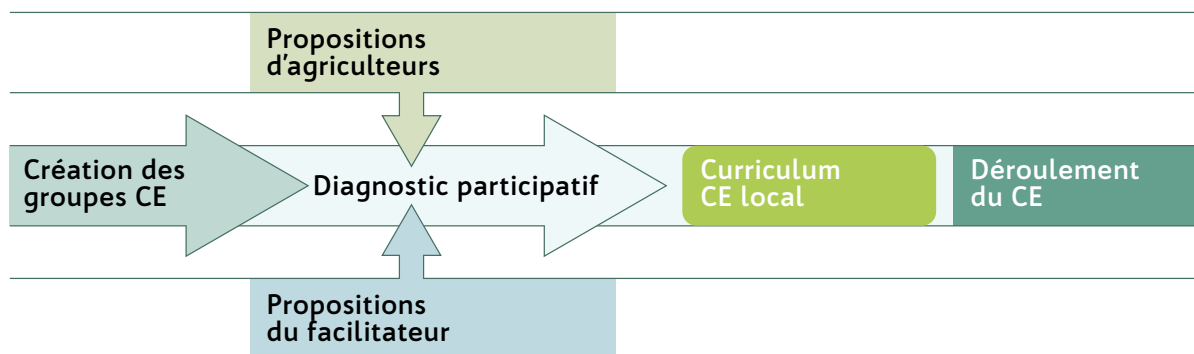 Propositions
d'agriculteurs
Création des
groupes CE
Diagnostic participatif
Curriculum
CE local
Déroulement
du CE
Propositions
du facilitateur